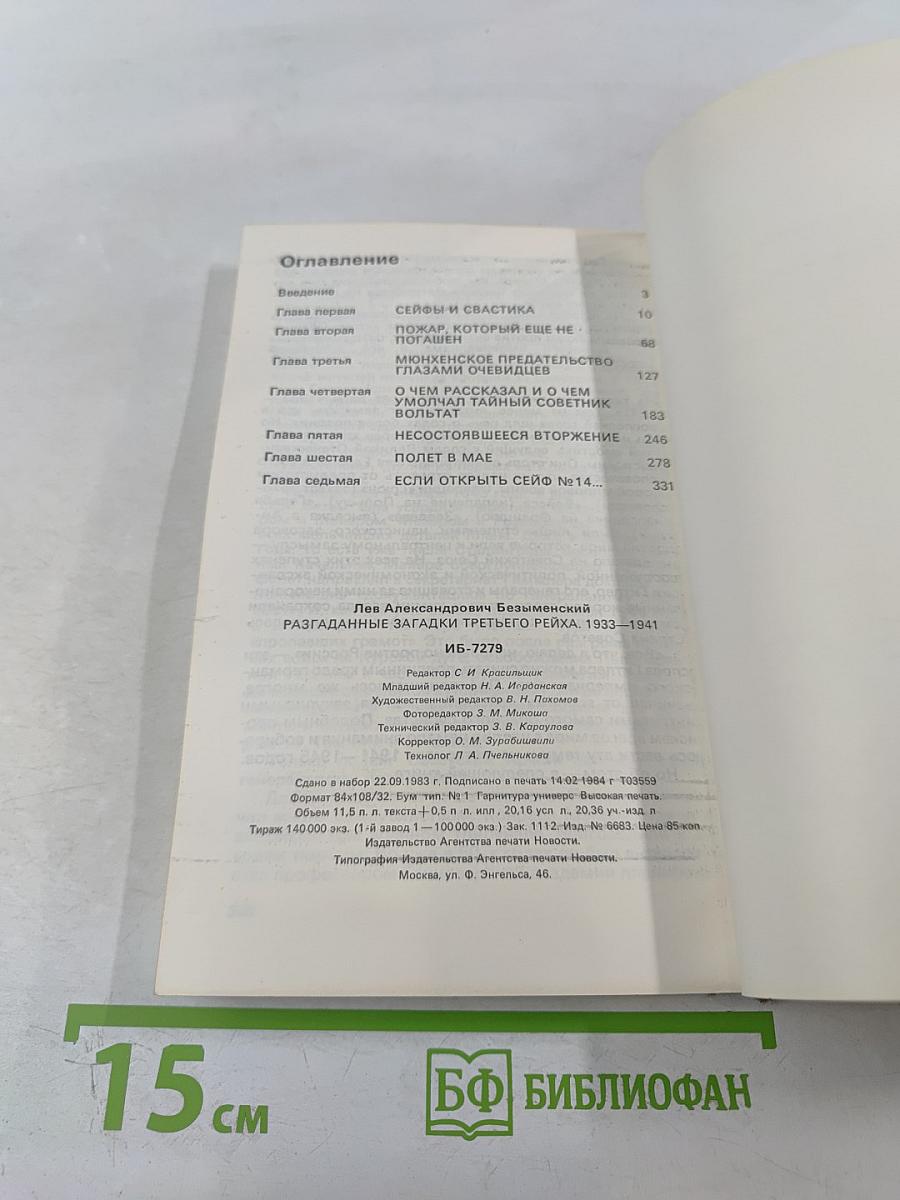 Оглавление
Введение 3
Глава первая СЕЙФЫ И СВАСТИКА 10
Глава вторая ПОЖАР, КОТОРЫЙ ЕЩЕ НЕ
ПОГАШЕН 68
Глава третья МЮНХЕНСКОЕ ПРЕДАТЕЛЬСТВО
ГЛАЗАМИ ОЧЕВИДЦЕВ 127
Глава четвертая О ЧЕМ РАССКАЗАЛ И О ЧЕМ
УМОЛЧАЛ ТАЙНЫЙ СОВЕТНИК
ВОЛЬТАТ 183
Глава пятая НЕСОСТОЯВШЕЕСЯ ВТОРЖЕНИЕ 246
Глава шестая ПОЛЕТ В МАЕ 278
Глава седьмая ЕСЛИ ОТКРЫТЬ СЕЙФ №14... 331
Лев Александрович Безыменский
РАЗГАДАННЫЕ ЗАГАДКИ ТРЕТЬЕГО РЕЙХА. 1933—1941
ИБ-7279
Редактор С И Красильщик
Младший редактор Н. А. Иорданская
Художественный редактор В. Н. Пахомов
Фоторедактор З. М. Микоша
Технический редактор З. В. Караулова
Корректор О. М. Зурабишвили
Технолог Л А. Пчельникова
Сдано в набор 22.09.1983 г. Подписано в печать 14 02 1984 г Т03559
Формат 84х108/32. Бум тип. №1 Гарнитура универс Высокая печать.
Объем 11,5 п. л. текста+0,5 п л. илл, 20,16 усл л., 20,36 уч.-изд л
Тираж 140 000 экз. (1-й завод 1—100 000 экз.) Зак. 1112. Изд. № 6683. Цена 85 коп.
Издательство Агентства печати Новости.
Типография Издательства Агентства печати Новости.
Москва, ул. Ф. Энгельса, 46.
15 см
БФ БИБЛИОФАН